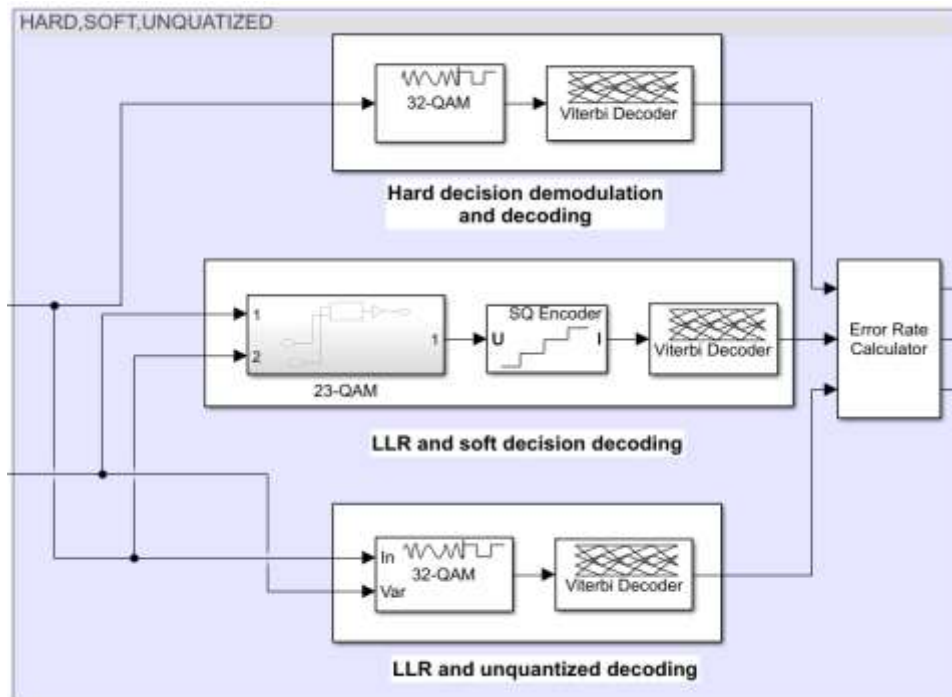 HARD,SOFT,UNQUATIZED
32-QAM
Viterbi Decoder
Hard decision demodulation
and decoding
1
2
1
23-QAM
SQ Encoder
U
I
Viterbi Decoder
Error Rate
Calculator
LLR and soft decision decoding
In
Var
32-QAM
Viterbi Decoder
LLR and unquantized decoding